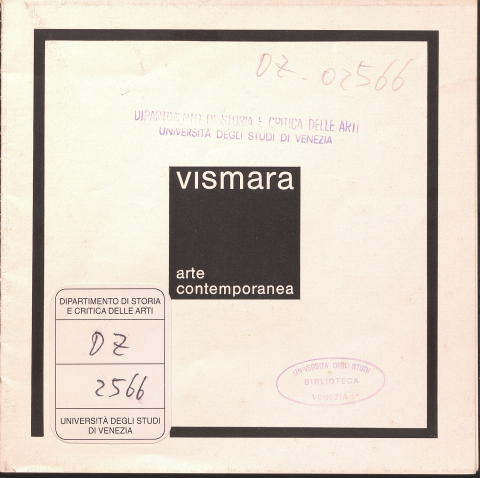 DZ-02566
DIPARTIMENTO DI STORIA E CRITICA DELLE ARTI
UNIVERSITÀ DEGLI STUDI DI VENEZIA
vismara
arte
contemporanea
DIPARTIMENTO DI STORIA
E CRITICA DELLE ARTI
DZ
2566
UNIVERSITÀ DEGLI STUDI
DI VENEZIA
UNIVERSITA' DEGLI STUDI
BIBLIOTECA
VENEZIA